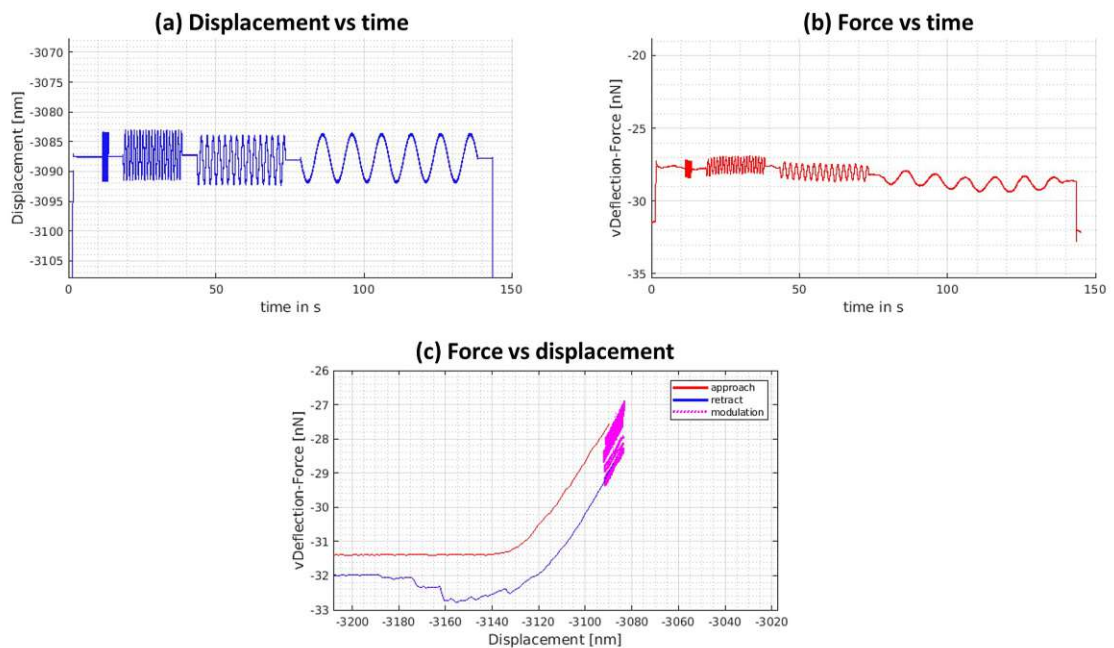 (a) Displacement vs time
-3070
-3075
-3080
-3085
-3090
-3095
-3100
-3105
Displacement [nm]
0
50
100
150
time in s
(b) Force vs time
-20
-25
-30
-35
vDeflection-Force [nN]
0
50
100
150
time in s
(c) Force vs displacement
-26
-27
-28
-29
-30
-31
-32
-33
vDeflection-Force [nN]
approach
retract
modulation
-3200 -3180 -3160 -3140 -3120 -3100 -3080 -3060 -3040 -3020
Displacement [nm]